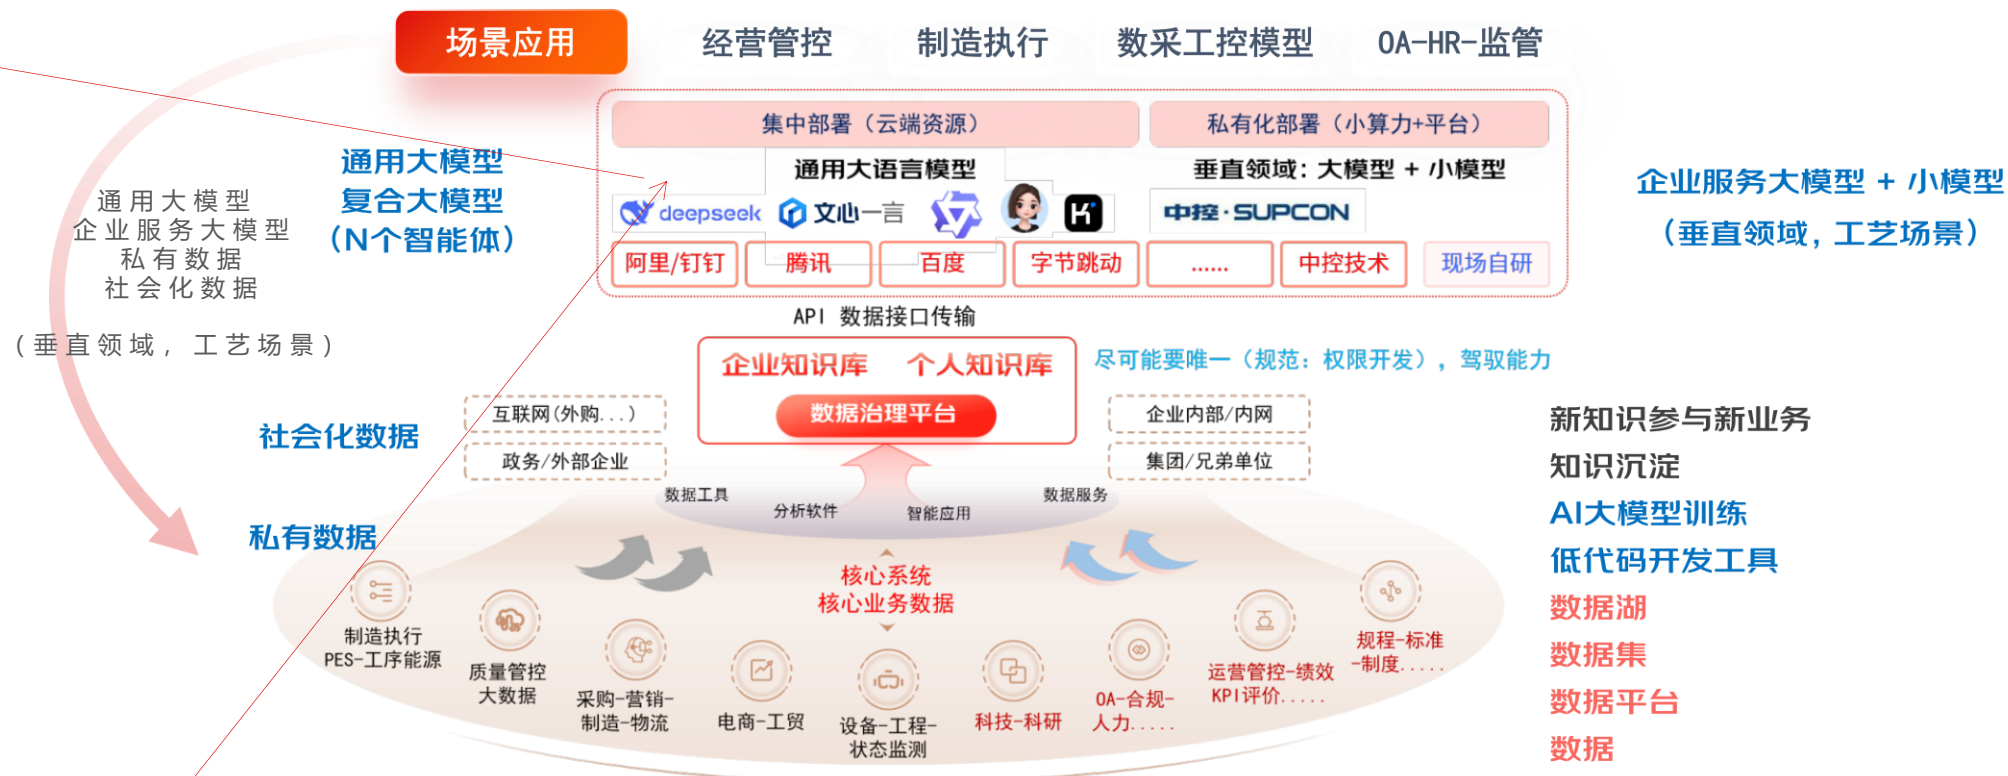 场景应用
经营管控
制造执行
数采工控模型
OA-HR-监管
集中部署（云端资源）
私有化部署（小算力+平台）
通用大语言模型
垂直领域：大模型 + 小模型
deepseek
文心一言
中控·SUPCON
阿里/钉钉
腾讯
百度
字节跳动
......
中控技术
现场自研
通用大模型
复合大模型
（N个智能体）
通用大模型
企业服务大模型
私有数据
社会化数据
（垂直领域，工艺场景）
企业服务大模型 + 小模型
（垂直领域，工艺场景）
API 数据接口传输
企业知识库
个人知识库
数据治理平台
尽可能要唯一（规范：权限开发），驾驭能力
社会化数据
互联网(外购...)
政务/外部企业
企业内部/内网
集团/兄弟单位
私有数据
数据工具
分析软件
智能应用
数据服务
核心系统
核心业务数据
制造执行
PES-工序能源
质量管控
大数据
采购-营销-
制造-物流
电商-工贸
设备-工程-
状态监测
科技-科研
OA-合规-
人力.....
运营管控-绩效
KPI评价.....
规程-标准
-制度.....
新知识参与新业务
知识沉淀
AI大模型训练
低代码开发工具
数据湖
数据集
数据平台
数据